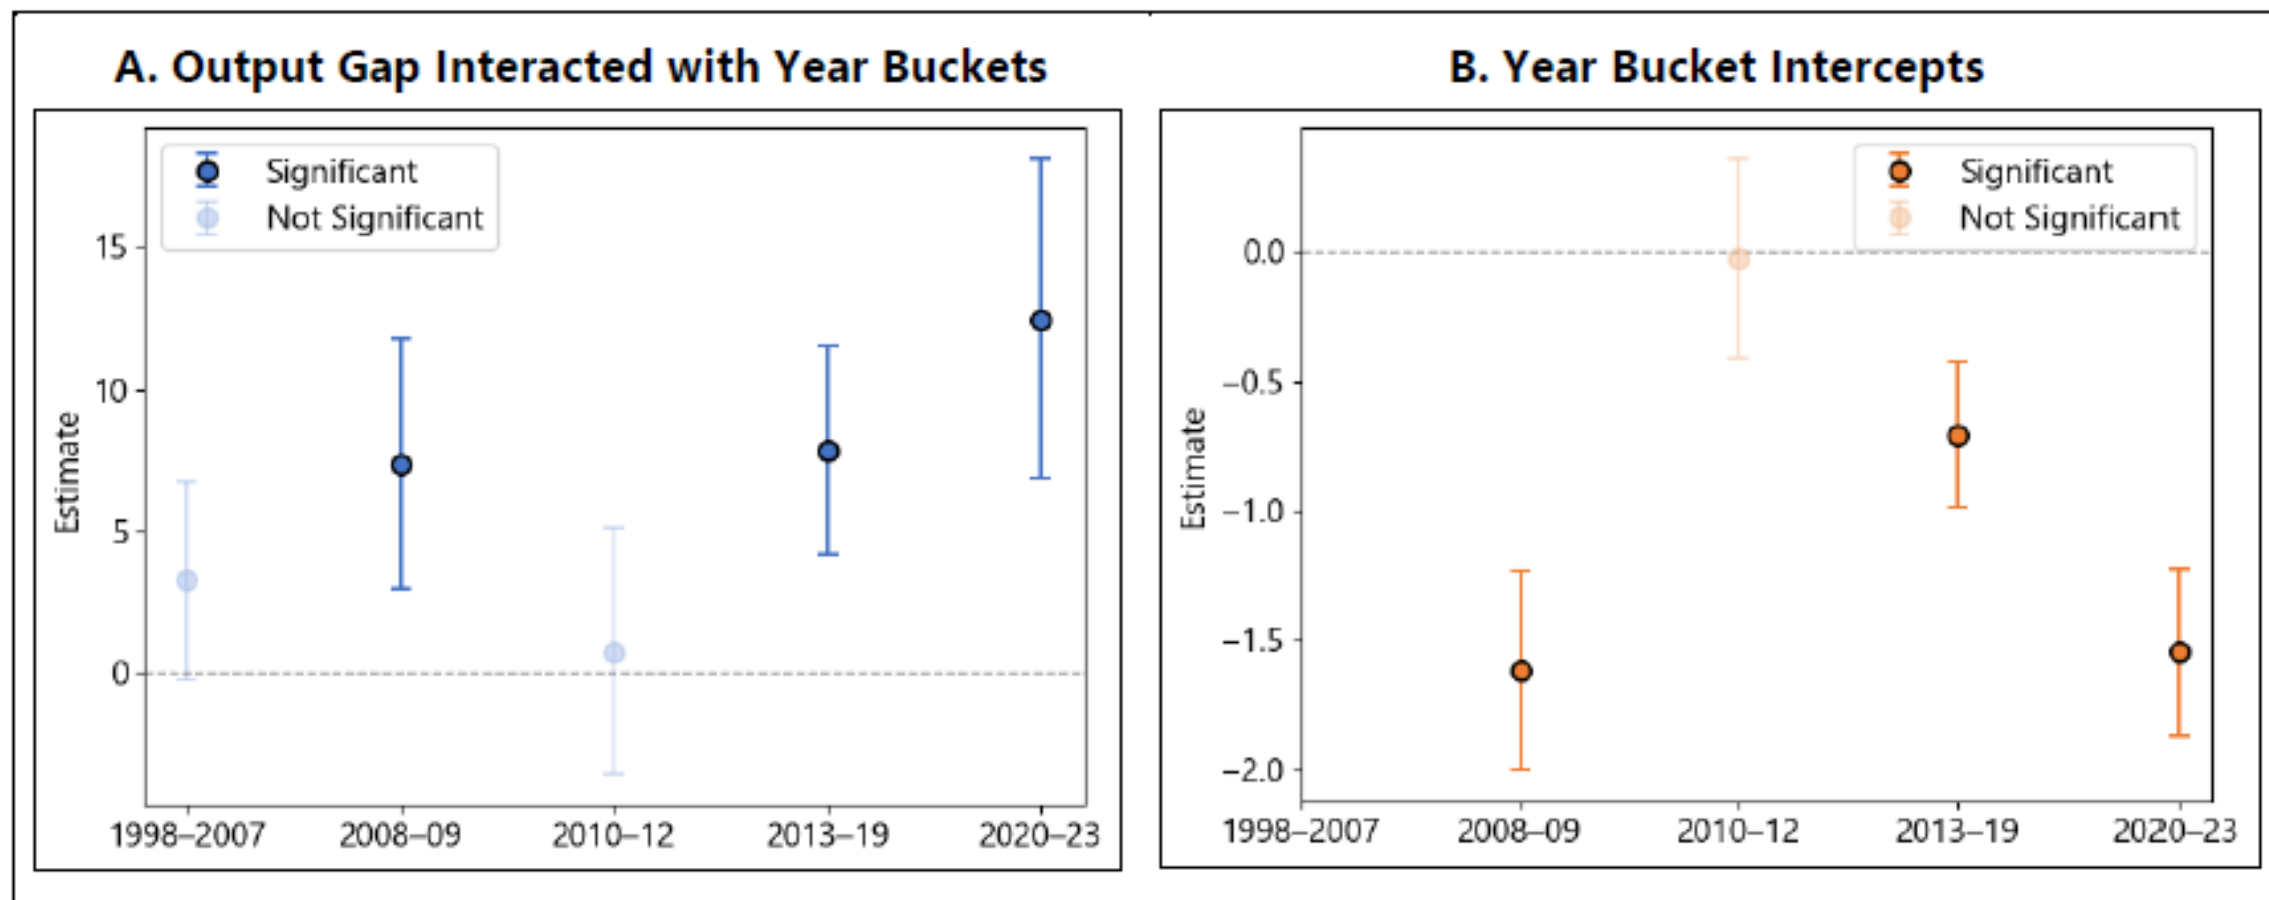 A. Output Gap Interacted with Year Buckets
Significant
Not Significant
15
10
5
0
Estimate
1998–2007 2008–09 2010–12 2013–19 2020–23
B. Year Bucket Intercepts
Significant
Not Significant
0.0
−0.5
−1.0
−1.5
−2.0
Estimate
1998–2007 2008–09 2010–12 2013–19 2020–23